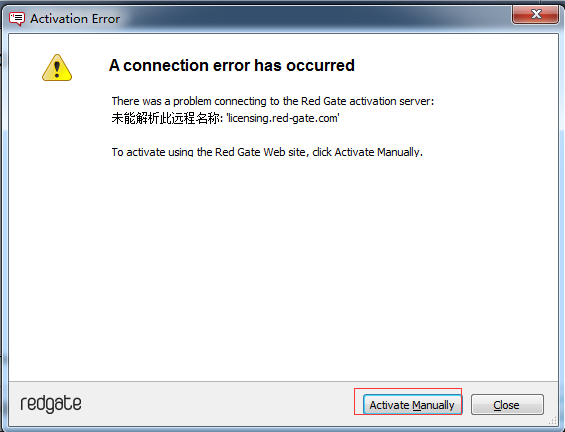 Activation Error
A connection error has occurred
There was a problem connecting to the Red Gate activation server:
未能解析此远程名称: 'licensing.red-gate.com'
To activate using the Red Gate Web site, click Activate Manually.
redgate
Activate Manually
Close